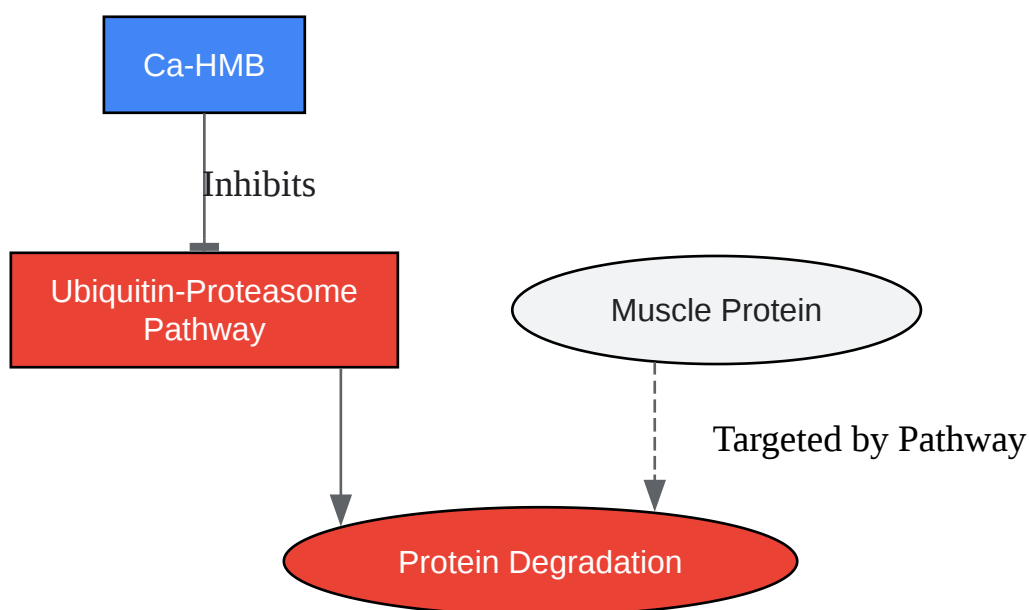 Ca-HMB
Inhibits
Ubiquitin-Proteasome
Pathway
Muscle Protein
Targeted by Pathway
Protein Degradation